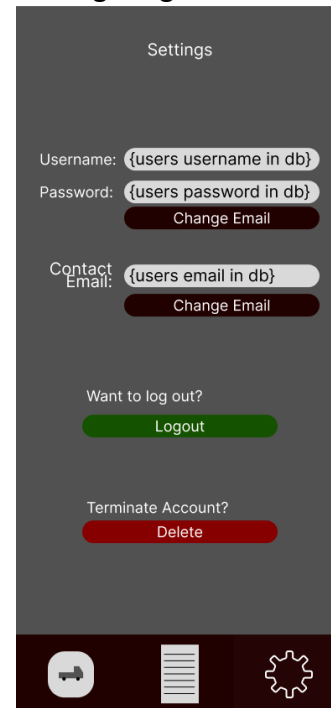 Settings
Username: {users username in db}
Password: {users password in db}
Change Email
Contact
Email: {users email in db}
Change Email
Want to log out?
Logout
Terminate Account?
Delete